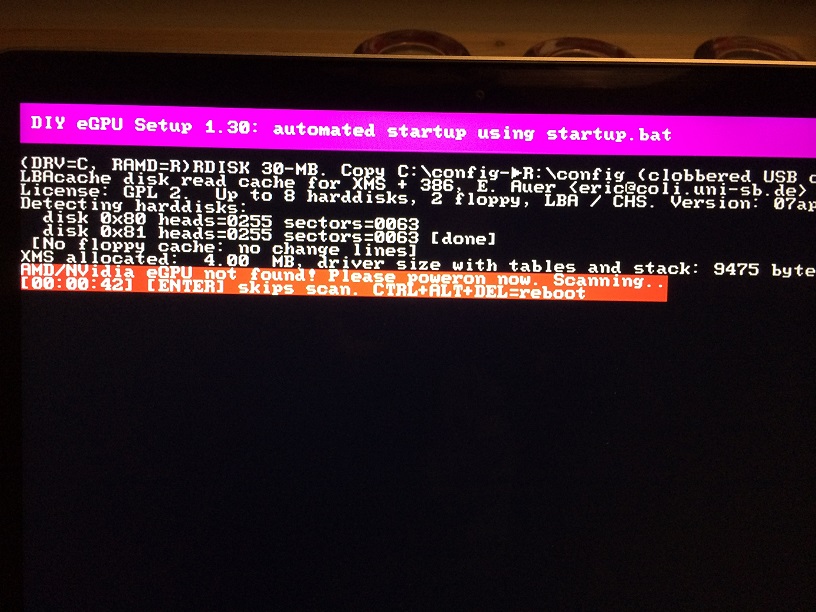 DIY eGPU Setup 1.30: automated startup using startup.bat
(DRV=C, RAMD=R)RDISK 30-MB. Copy C:\config-►R:\config (clobbered USB
LBAcache disk read cache for XMS + 386, E. Auer <eric@coli.uni-sb.de>
License: GPL 2. Up to 8 harddisks, 2 floppy, LBA / CHS. Version: 07ap
Detecting harddisks:
disk 0x80 heads=0255 sectors=0063
disk 0x81 heads=0255 sectors=0063 [done]
[No floppy cache: no change lines]
XMS allocated: 4.00 MB, driver size with tables and stack: 9475 byte
AMD/NVidia eGPU not found! Please poweron now. Scanning..
[00:00:42] [ENTER] skips scan. CTRL+ALT+DEL=reboot